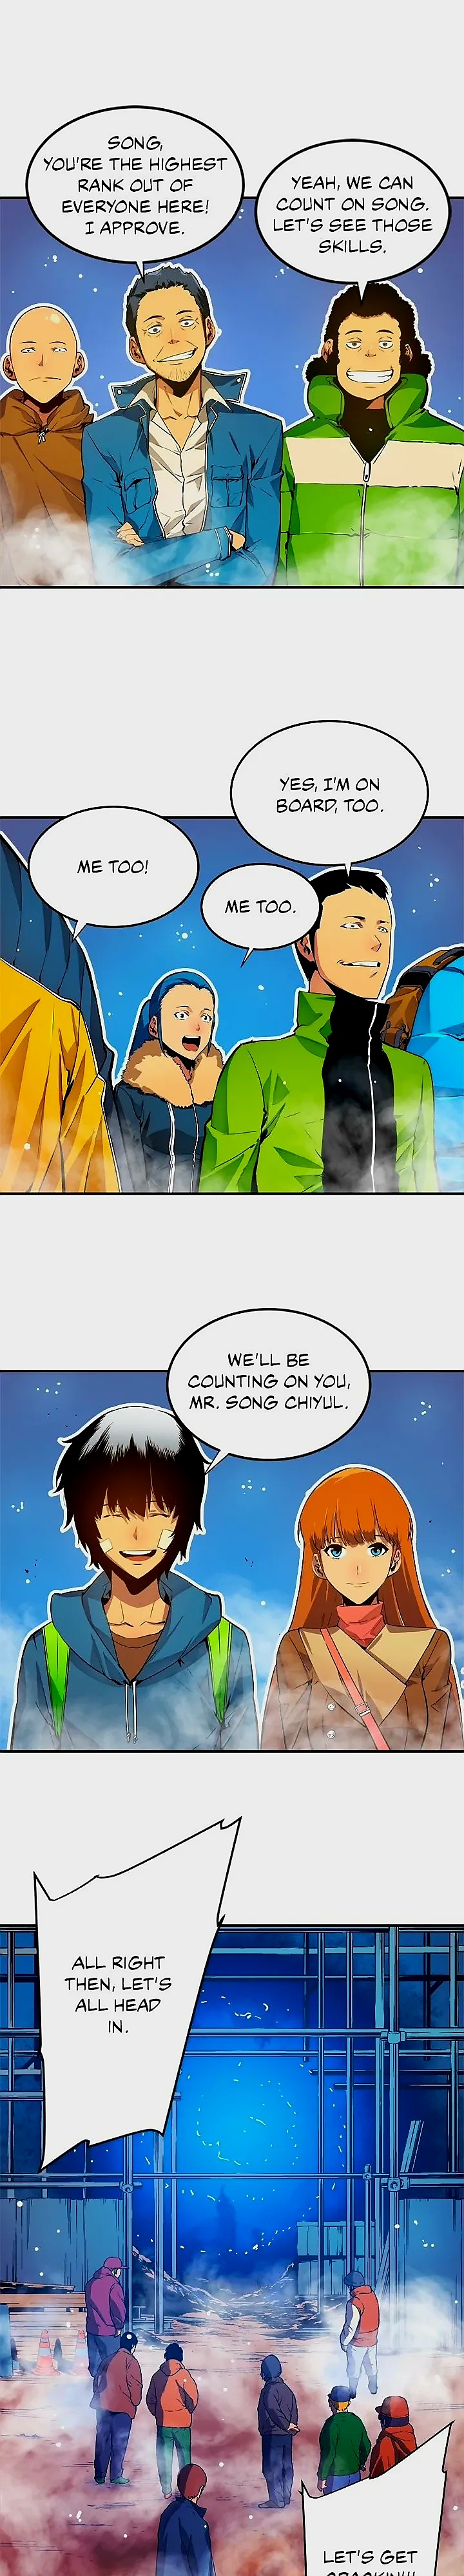 SONG,
YOU'RE THE HIGHEST
RANK OUT OF
EVERYONE HERE!
I APPROVE.
YEAH, WE CAN
COUNT ON SONG.
LET'S SEE THOSE
SKILLS.
YES, I'M ON
BOARD, TOO.
ME TOO!
ME TOO.
WE'LL BE
COUNTING ON YOU,
MR. SONG CHIYUL.
ALL RIGHT
THEN, LET'S
ALL HEAD
IN.
LET'S GET